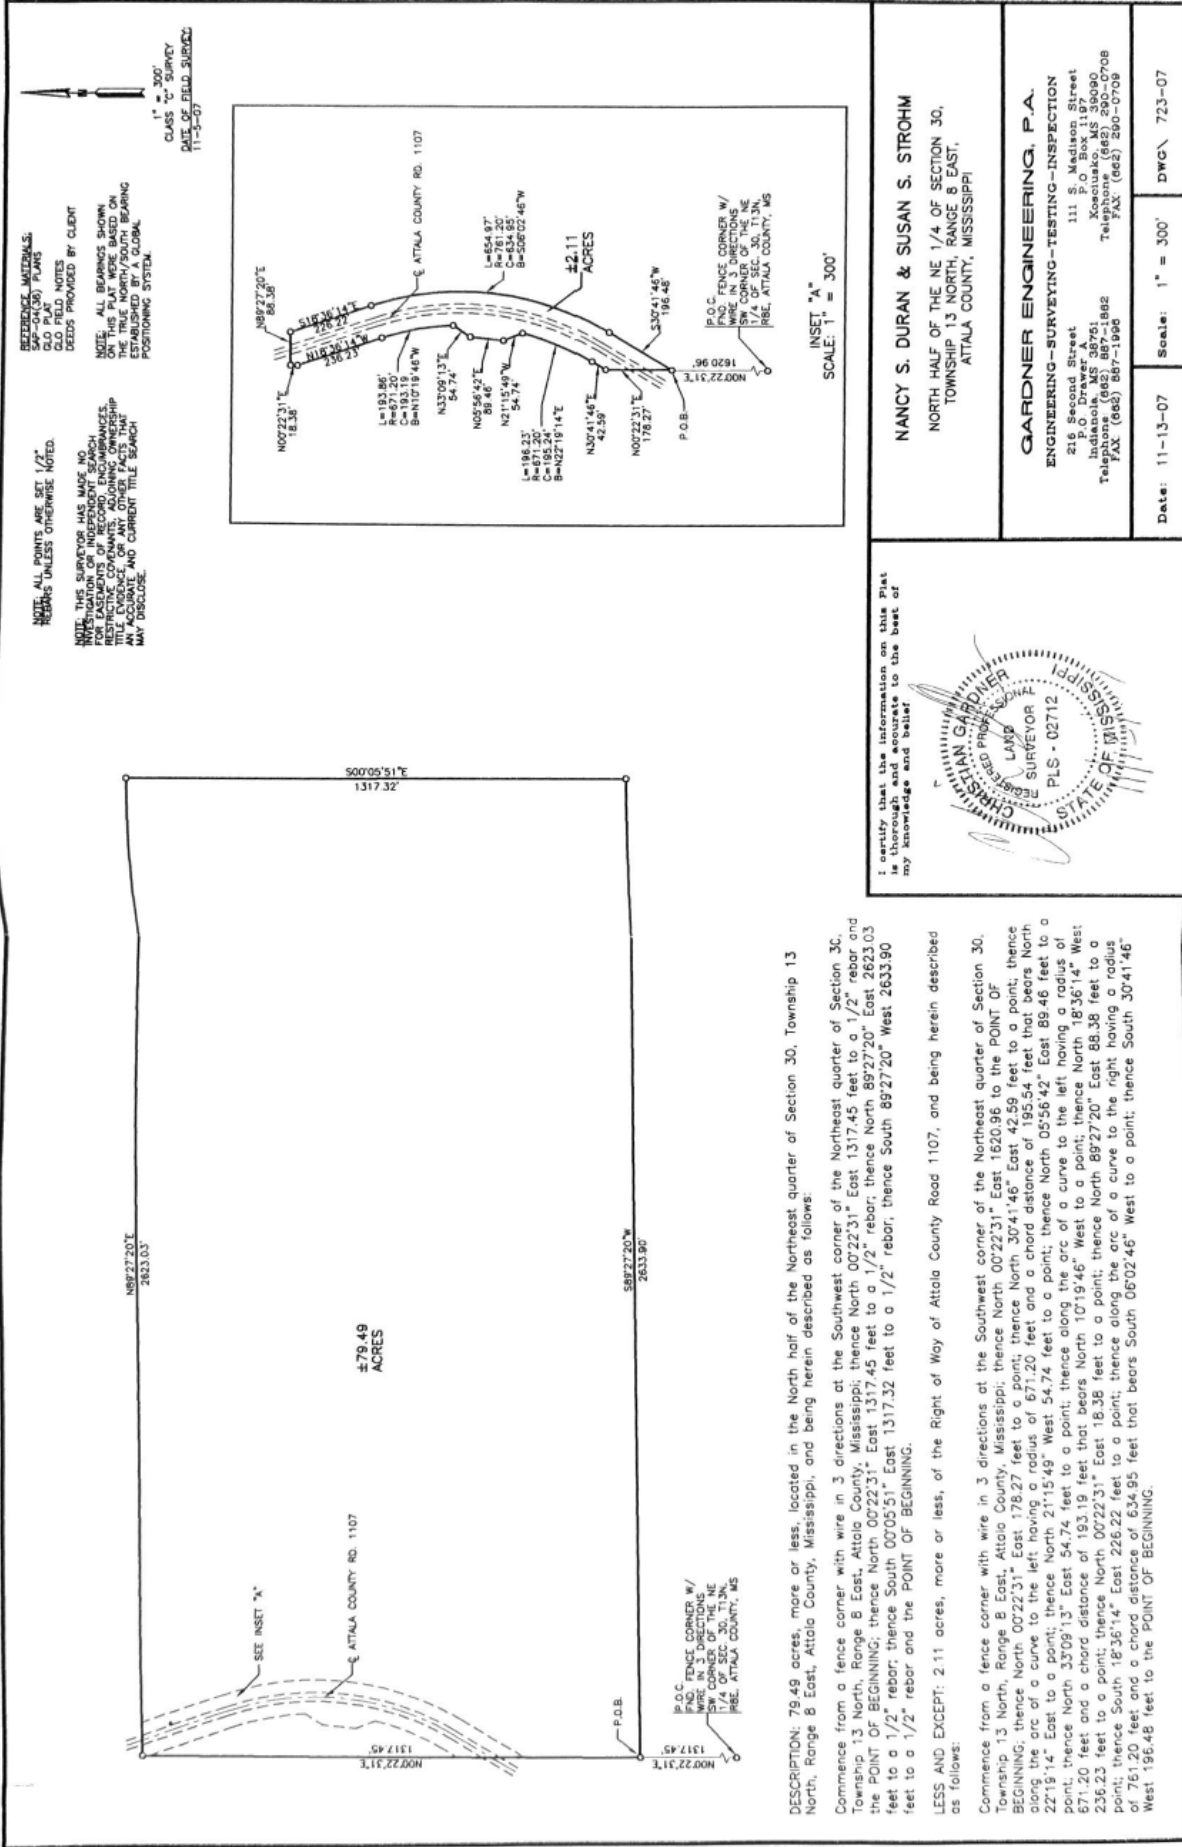 NOTE: ALL POINTS ARE SET 1/2"
REBARS UNLESS OTHERWISE NOTED.
NOTE: THIS SURVEYOR HAS MADE NO
INVESTIGATION OR INDEPENDENT SEARCH
FOR EASEMENTS OF RECORD, ENCUMBRANCES,
RESTRICTIVE COVENANTS, ADJOINING OWNERSHIP
TITLE EVIDENCE, OR ANY OTHER FACTS THAT
AN ACCURATE AND CURRENT TITLE SEARCH
MAY DISCLOSE.
REFERENCE MATERIALS:
SAP-04(36) PLANS
GLO PLAT
GLO FIELD NOTES
DEEDS PROVIDED BY CLIENT
NOTE: ALL BEARINGS SHOWN
ON THIS PLAT WERE BASED ON
THE TRUE NORTH/SOUTH BEARING
ESTABLISHED BY A GLOBAL
POSITIONING SYSTEM.
1" = 300'
CLASS "C" SURVEY
DATE OF FIELD SURVEY:
11-5-07
N89°27'20"E
2623.03'
S00°05'51"E
1317.32'
±79.49
ACRES
SEE INSET "A"
℄ ATTALA COUNTY RD. 1107
S89°27'20"W
2633.90'
N00°22'31"E
1317.45'
P.O.B.
N00°22'31"E
1317.45'
P.O.C.
FND. FENCE CORNER W/
WIRE IN 3 DIRECTIONS
SW CORNER OF THE NE
1/4 OF SEC. 30, T13N,
R8E, ATTALA COUNTY, MS
N89°27'20"E
88.38'
N00°22'31"E
18.38'
S18°36'14"E
226.22'
N18°36'14"W
236.23'
℄ ATTALA COUNTY RD. 1107
L=193.86'
R=671.20'
C=193.19
B=N10°19'46"W
L=654.97'
R=761.20'
C=634.95'
B=S06°02'46"W
N33°09'13"E
54.74'
N05°56'42"E
89.46'
N21°15'49"W
54.74'
±2.11
ACRES
L=196.23'
R=671.20'
C=195.24'
B=N22°19'14"E
N30°41'46"E
42.59'
N00°22'31"E
178.27'
S30°41'46"W
196.48'
P.O.B.
N00°22'31"E
1620.96'
P.O.C.
FND. FENCE CORNER W/
WIRE IN 3 DIRECTIONS
SW CORNER OF THE NE
1/4 OF SEC. 30, T13N,
R8E, ATTALA COUNTY, MS
INSET "A"
SCALE: 1" = 300'
DESCRIPTION: 79.49 acres, more or less, located in the North half of the Northeast quarter of Section 30, Township 13
North, Range 8 East, Attala County, Mississippi, and being herein described as follows:
Commence from a fence corner with wire in 3 directions at the Southwest corner of the Northeast quarter of Section 30,
Township 13 North, Range 8 East, Attala County, Mississippi; thence North 00°22'31" East 1317.45 feet to a 1/2" rebar and
the POINT OF BEGINNING; thence North 00°22'31" East 1317.45 feet to a 1/2" rebar; thence North 89°27'20" East 2623.03
feet to a 1/2" rebar; thence South 00°05'51" East 1317.32 feet to a 1/2" rebor; thence South 89°27'20" West 2633.90
feet to a 1/2" rebar and the POINT OF BEGINNING.
LESS AND EXCEPT: 2.11 acres, more or less, of the Right of Way of Attala County Road 1107, and being herein described
as follows:
Commence from a fence corner with wire in 3 directions at the Southwest corner of the Northeast quarter of Section 30,
Township 13 North, Range 8 East, Attala County, Mississippi; thence North 00°22'31" East 1620.96 to the POINT OF
BEGINNING; thence North 00°22'31" East 178.27 feet to a point; thence North 30°41'46" East 42.59 feet to a point; thence
along the arc of a curve to the left having a radius of 671.20 feet and a chord distance of 195.54 feet that bears North
22°19'14" East to a point; thence North 21°15'49" West 54.74 feet to a point; thence North 05°56'42" East 89.46 feet to a
point; thence North 33°09'13" East 54.74 feet to a point; thence along the arc of a curve to the left having a radius of
671.20 feet and a chord distance of 193.19 feet that bears North 10°19'46" West to a point; thence North 18°36'14" West
236.23 feet to a point; thence North 00°22'31" East 18.38 feet to a point; thence North 89°27'20" East 88.38 feet to a
point; thence South 18°36'14" East 226.22 feet to a point; thence along the arc of a curve to the right having a radius
of 761.20 feet and a chord distance of 634.95 feet that bears South 06°02'46" West to a point; thence South 30°41'46"
West 196.48 feet to the POINT OF BEGINNING.
I certify that the information on this Plat
is thorough and accurate to the best of
my knowledge and belief
CHRISTIAN GARDNER
REGISTERED PROFESSIONAL
LAND
SURVEYOR
PLS - 02712
STATE OF MISSISSIPPI
NANCY S. DURAN & SUSAN S. STROHM
NORTH HALF OF THE NE 1/4 OF SECTION 30,
TOWNSHIP 13 NORTH, RANGE 8 EAST,
ATTALA COUNTY, MISSISSIPPI
GARDNER ENGINEERING, P.A.
ENGINEERING-SURVEYING-TESTING-INSPECTION
216 Second Street
P.O. Drawer A
Indianola, MS 38751
Telephone (662) 887-1882
FAX (662) 887-1996
111 S. Madison Street
P.O. Box 1197
Kosciusko, MS 39090
Telephone (662) 290-0708
FAX (662) 290-0709
Date: 11-13-07
Scale: 1" = 300'
DWG\ 723-07